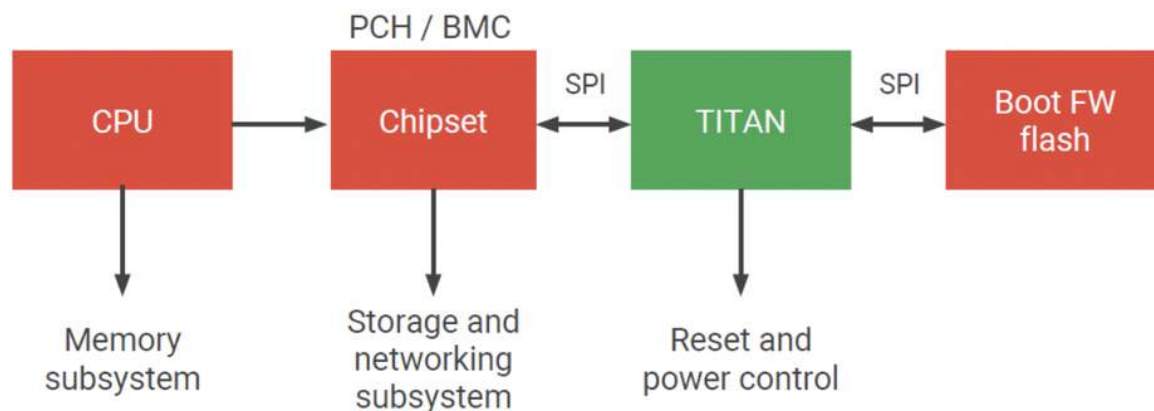 PCH / BMC
CPU
Chipset
SPI
TITAN
SPI
Boot FW
flash
Memory
subsystem
Storage and
networking
subsystem
Reset and
power control